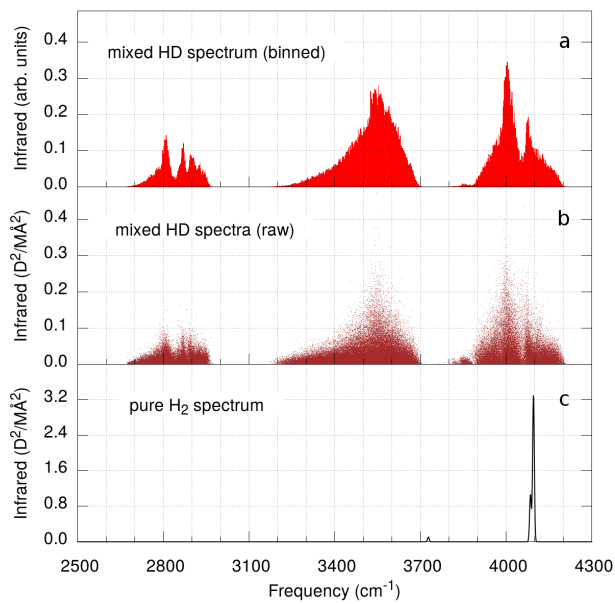 0.4
0.3
0.2
0.1
0.0
Infrared (arb. units)
mixed HD spectrum (binned)
a
0.4
0.3
0.2
0.1
0.0
Infrared (D²/MÅ²)
mixed HD spectra (raw)
b
3.2
2.4
1.6
0.8
0.0
Infrared (D²/MÅ²)
pure H₂ spectrum
c
2500 2800 3100 3400 3700 4000 4300
Frequency (cm⁻¹)